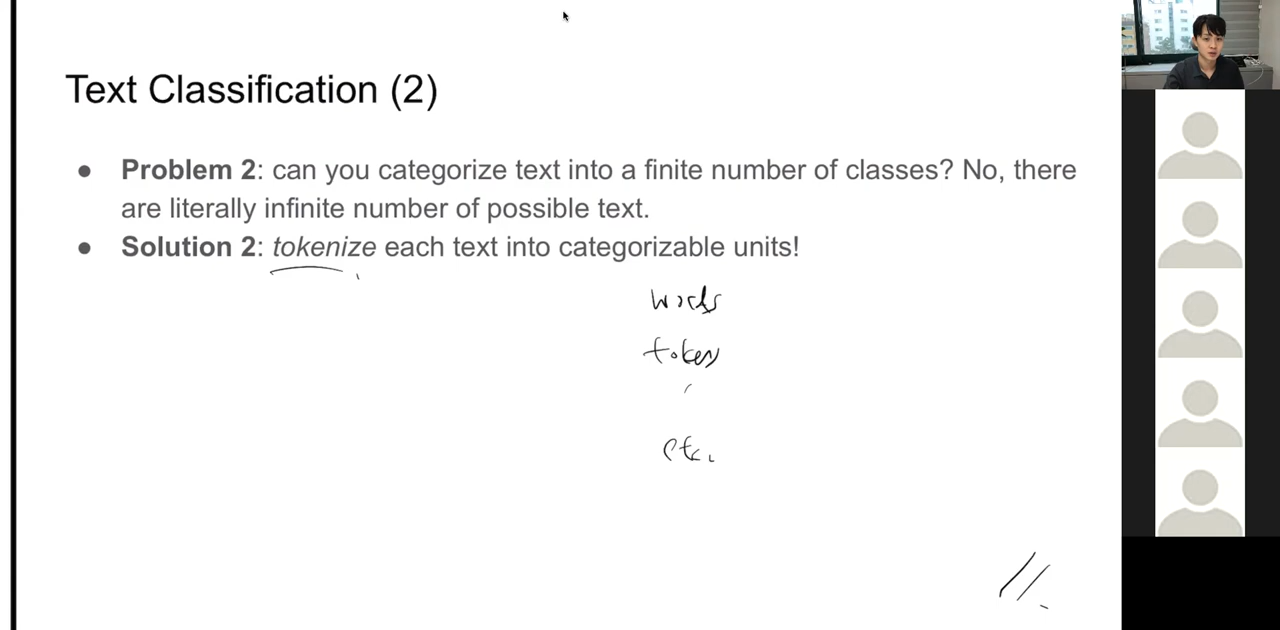 Text Classification (2)
● Problem 2: can you categorize text into a finite number of classes? No, there
are literally infinite number of possible text.
● Solution 2: tokenize each text into categorizable units!
words
token
etc.